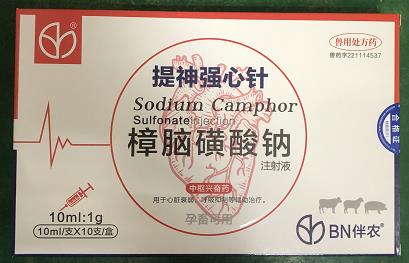 ®
兽用处方药
兽药字221114537
提神强心针
Sodium Camphor
Sulfonate Injection
樟脑磺酸钠
注射液
中枢兴奋药
用于心脏衰弱、呼吸抑制等辅助治疗。
孕畜可用
10ml:1g
10ml/支X10支/盒
合格证
BN伴农®